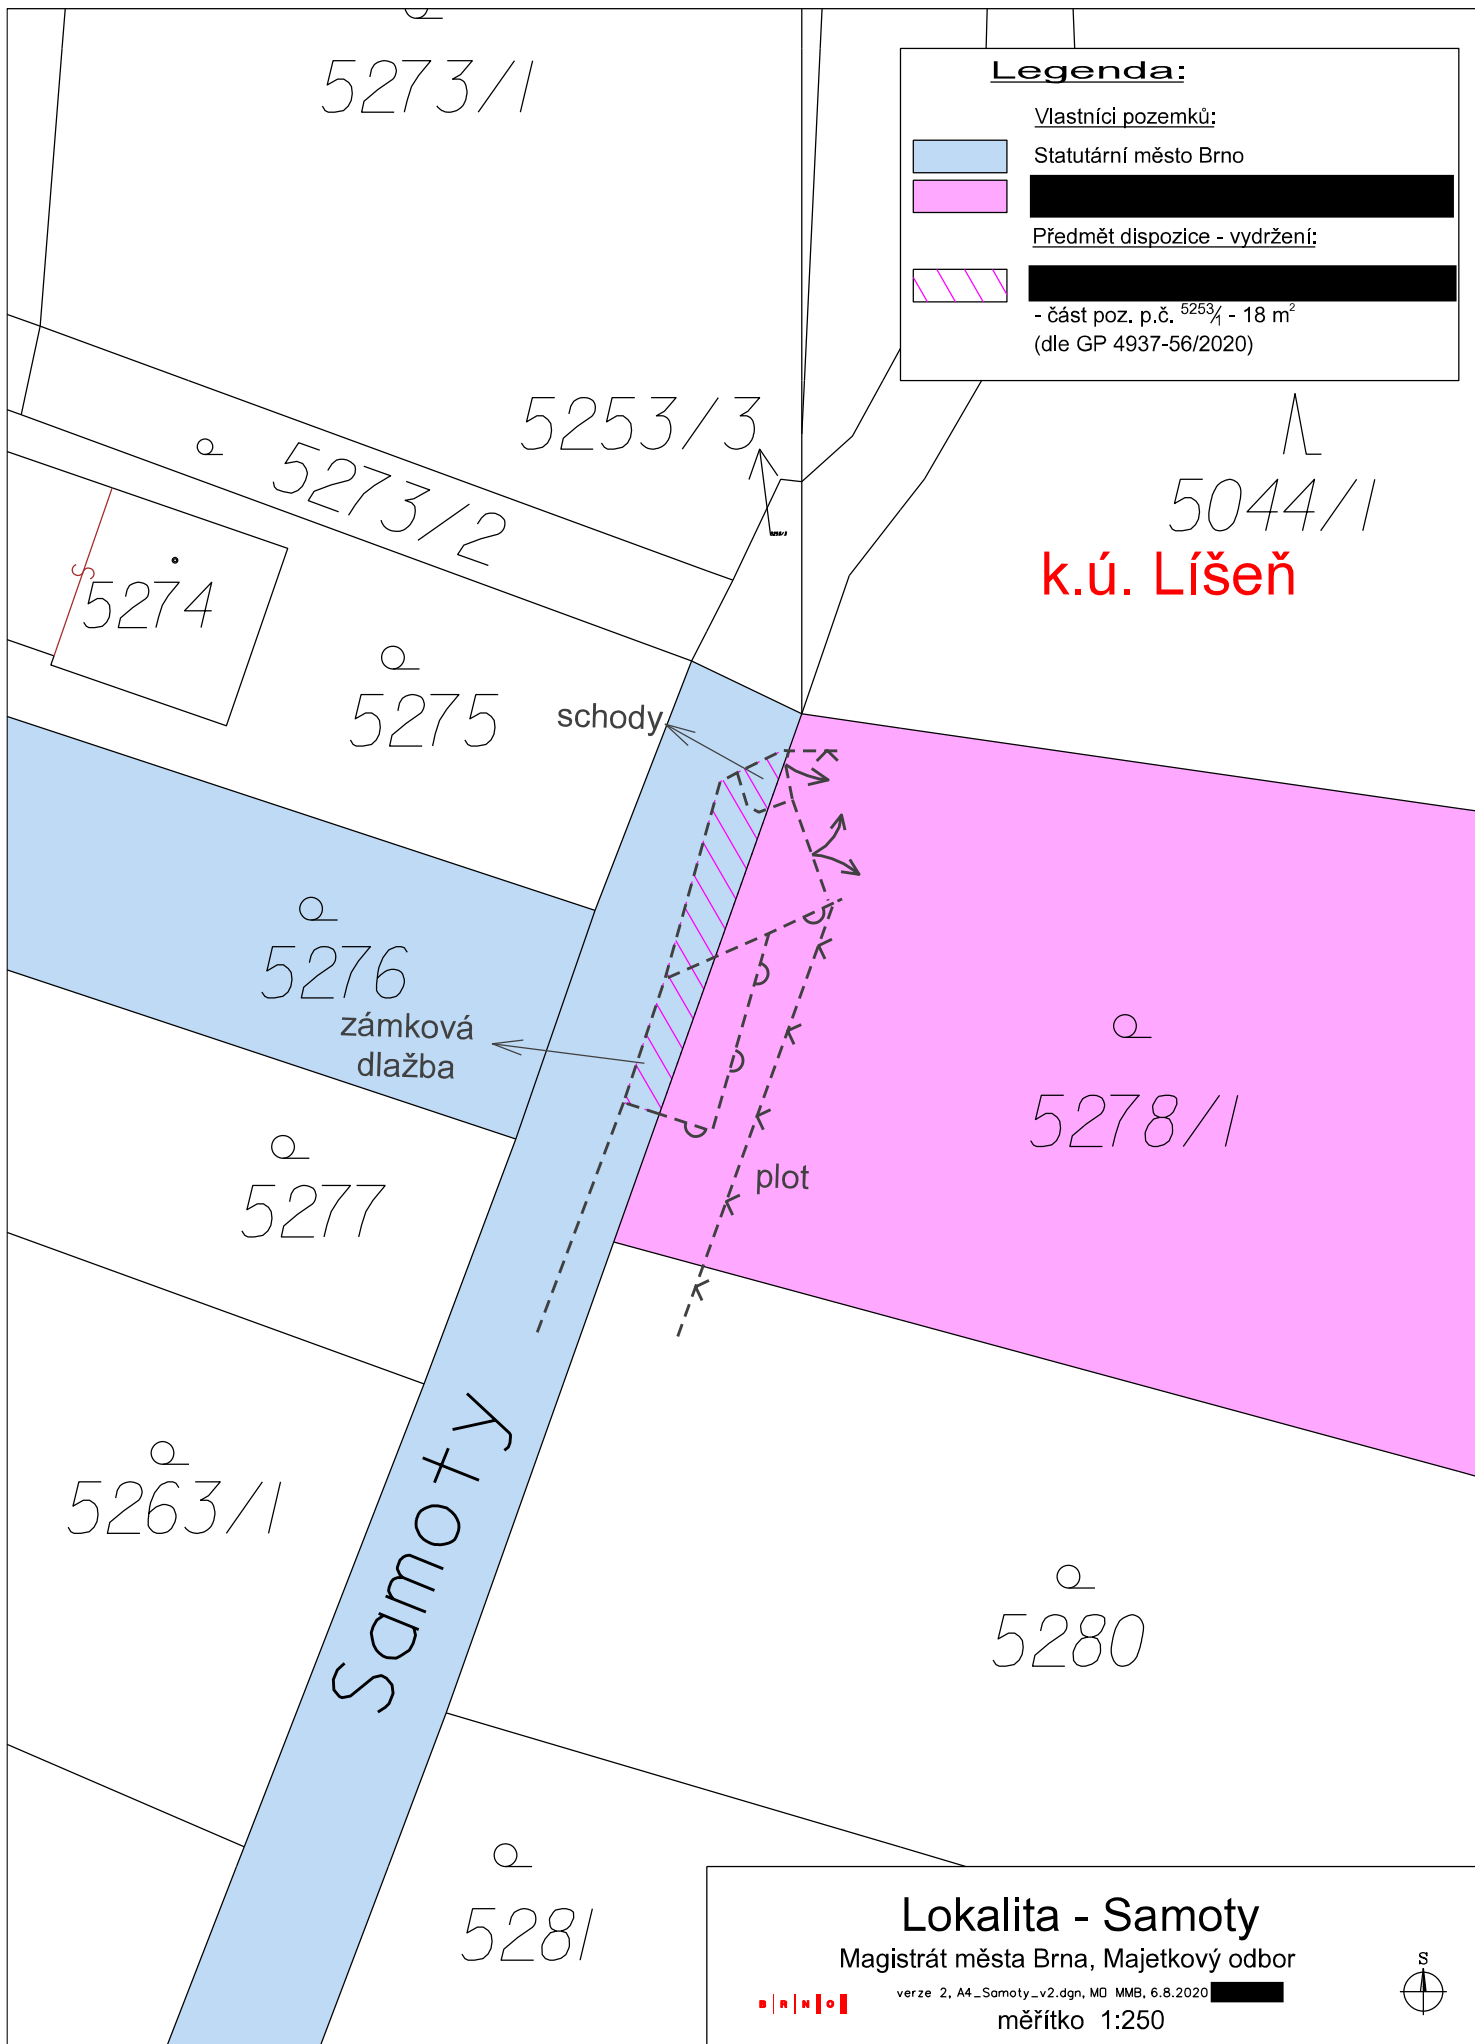 5273/1
Legenda:
Vlastníci pozemků:
Statutární město Brno
Předmět dispozice - vydržení:
- část poz. p.č. 5253/1 - 18 m²
(dle GP 4937-56/2020)
5253/3
5273/2
5044/1
k.ú. Líšeň
S
5274
5275
schody
5276
zámková
dlažba
5278/1
plot
5277
Samoty
5263/1
5280
5281
Lokalita - Samoty
Magistrát města Brna, Majetkový odbor
verze 2, A4_Samoty_v2.dgn, MO MMB, 6.8.2020
B R N O
měřítko 1:250
S